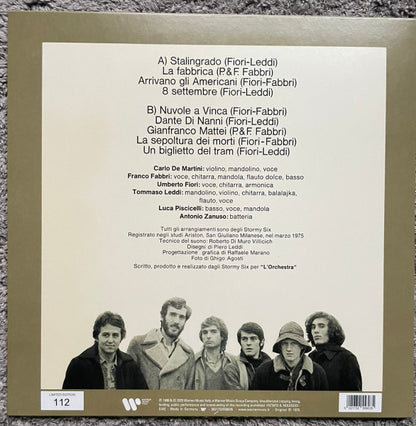 A) Stalingrado (Fiori-Leddi)
La fabbrica (P.&F. Fabbri)
Arrivano gli Americani (Fiori-Fabbri)
8 settembre (Fiori-Leddi)
B) Nuvole a Vinca (Fiori-Fabbri)
Dante Di Nanni (Fiori-Leddi)
Gianfranco Mattei (P.&F. Fabbri)
La sepoltura dei morti (Fiori-Fabbri)
Un biglietto del tram (Fiori-Leddi)
Carlo De Martini: violino, mandolino, voce
Franco Fabbri: voce, chitarra, mandola, flauto dolce, basso
Umberto Fiori: voce, chitarra, armonica
Tommaso Leddi: mandolino, violino, chitarra, balalajka,
flauto, voce
Luca Piscicelli: basso, voce, mandola
Antonio Zanuso: batteria
Tutti gli arrangiamenti sono degli Stormy Six
Registrato negli studi Ariston, San Giuliano Milanese, nel marzo 1975
Tecnico del suono: Roberto Di Muro Villicich
Disegni di Piero Leddi
Progettazione grafica di Raffaele Marano
Foto di Ghigo Agosti
Scritto, prodotto e realizzato dagli Stormy Six per "L'Orchestra"
LIMITED EDITION
112